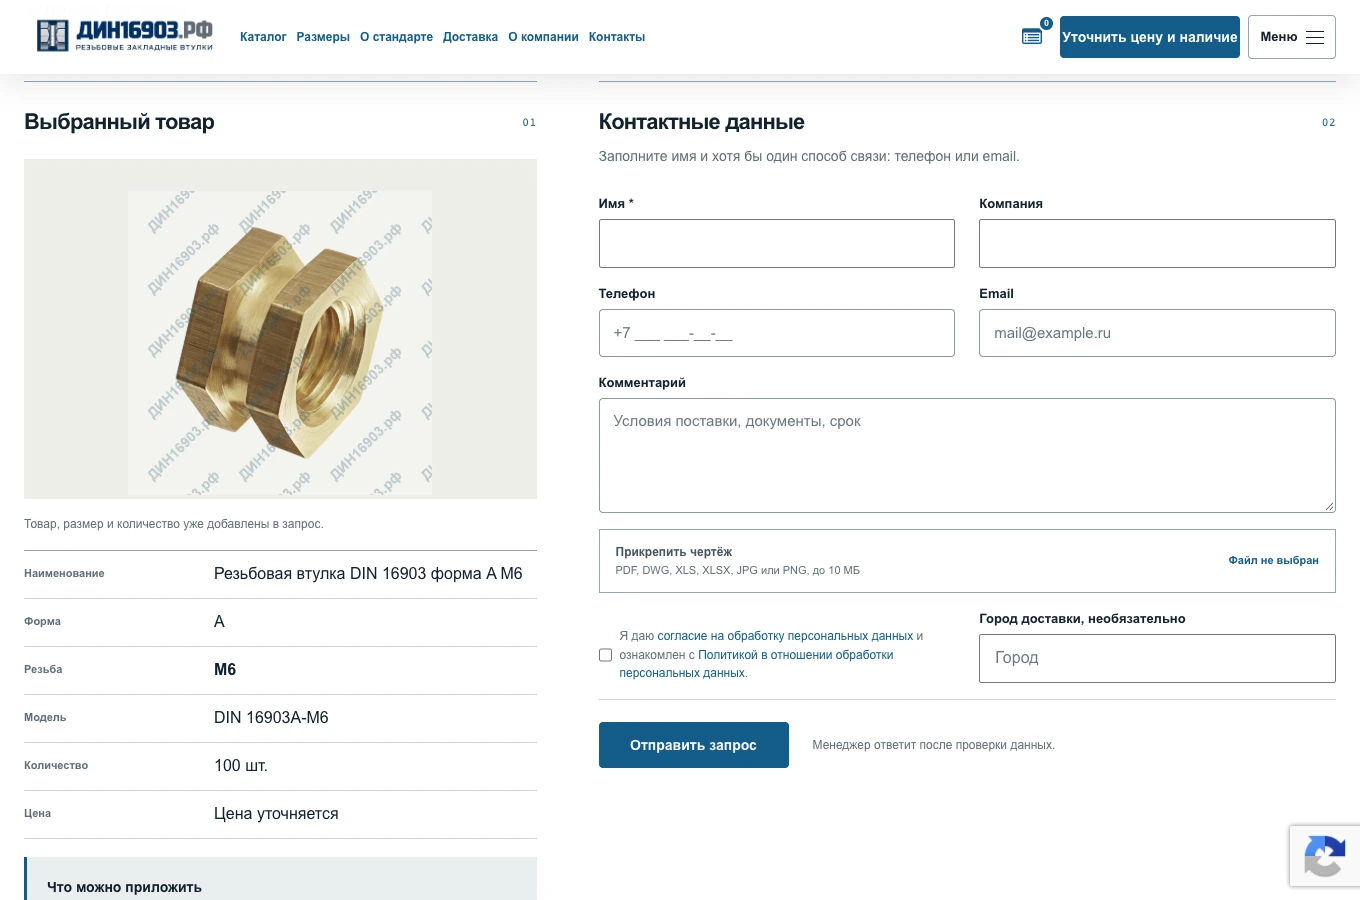 ДИН16903.РФ
РЕЗЬБОВЫЕ ЗАКЛАДНЫЕ ВТУЛКИ
Каталог Размеры О стандарте Доставка О компании Контакты
0
Уточнить цену и наличие
Меню
Выбранный товар
01
ДИН16903.рф
Товар, размер и количество уже добавлены в запрос.
Наименование Резьбовая втулка DIN 16903 форма A M6
Форма A
Резьба M6
Модель DIN 16903A-M6
Количество 100 шт.
Цена Цена уточняется
Что можно приложить
Контактные данные
02
Заполните имя и хотя бы один способ связи: телефон или email.
Имя *
Компания
Телефон
+7 ___ ___-__-__
Email
mail@example.ru
Комментарий
Условия поставки, документы, срок
Прикрепить чертёж
PDF, DWG, XLS, XLSX, JPG или PNG, до 10 МБ
Файл не выбран
Я даю согласие на обработку персональных данных и
ознакомлен с Политикой в отношении обработки
персональных данных.
Город доставки, необязательно
Город
Отправить запрос
Менеджер ответит после проверки данных.